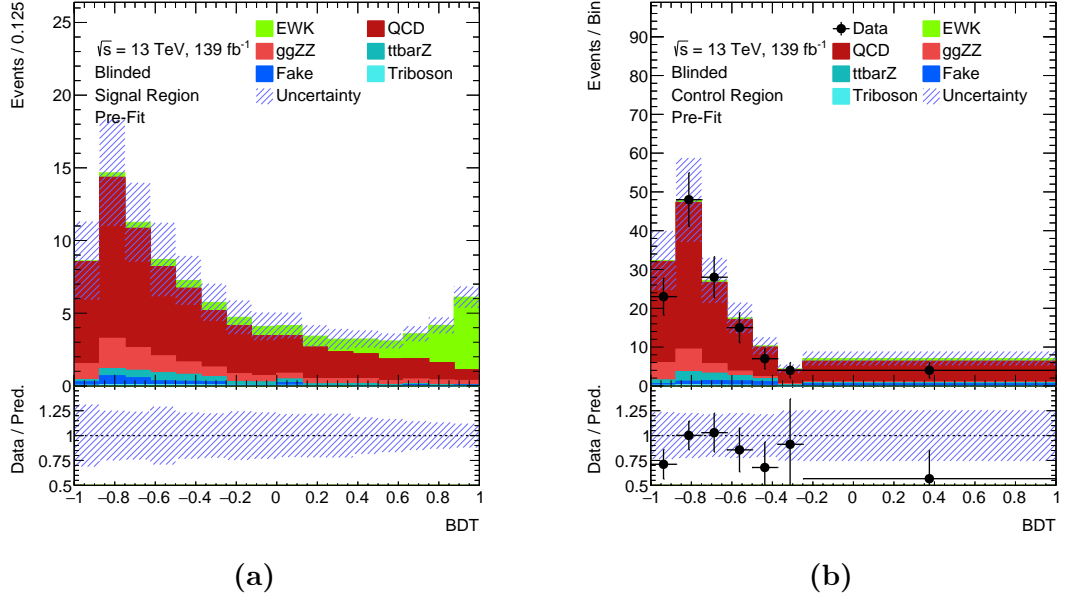 Events / 0.125
25
20
15
10
5
0
√s = 13 TeV, 139 fb⁻¹
Blinded
Signal Region
Pre-Fit
EWK
QCD
ggZZ
ttbarZ
Fake
Triboson
Uncertainty
Data / Pred.
1.25
1
0.75
0.5
−1 −0.8 −0.6 −0.4 −0.2 0 0.2 0.4 0.6 0.8 1
BDT
(a)
Events / Bin
90
80
70
60
50
40
30
20
10
0
√s = 13 TeV, 139 fb⁻¹
Blinded
Control Region
Pre-Fit
Data
EWK
QCD
ggZZ
ttbarZ
Fake
Triboson
Uncertainty
Data / Pred.
1.25
1
0.75
0.5
−1 −0.8 −0.6 −0.4 −0.2 0 0.2 0.4 0.6 0.8 1
BDT
(b)